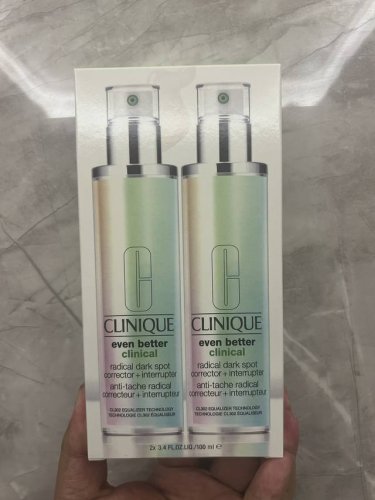 C
CLINIQUE
even better
clinical
radical dark spot
corrector + interrupter
anti-tache radical
correcteur + interrupteur
CL302 EQUALIZER TECHNOLOGY
TECHNOLOGIE CL302 ÉQUALISEUR
C
CLINIQUE
even better
clinical
radical dark spot
corrector + interrupter
anti-tache radical
correcteur + interrupteur
CL302 EQUALIZER TECHNOLOGY
TECHNOLOGIE CL302 ÉQUALISEUR
2x 3.4 FL.OZ.LIQ./100 ml ℮